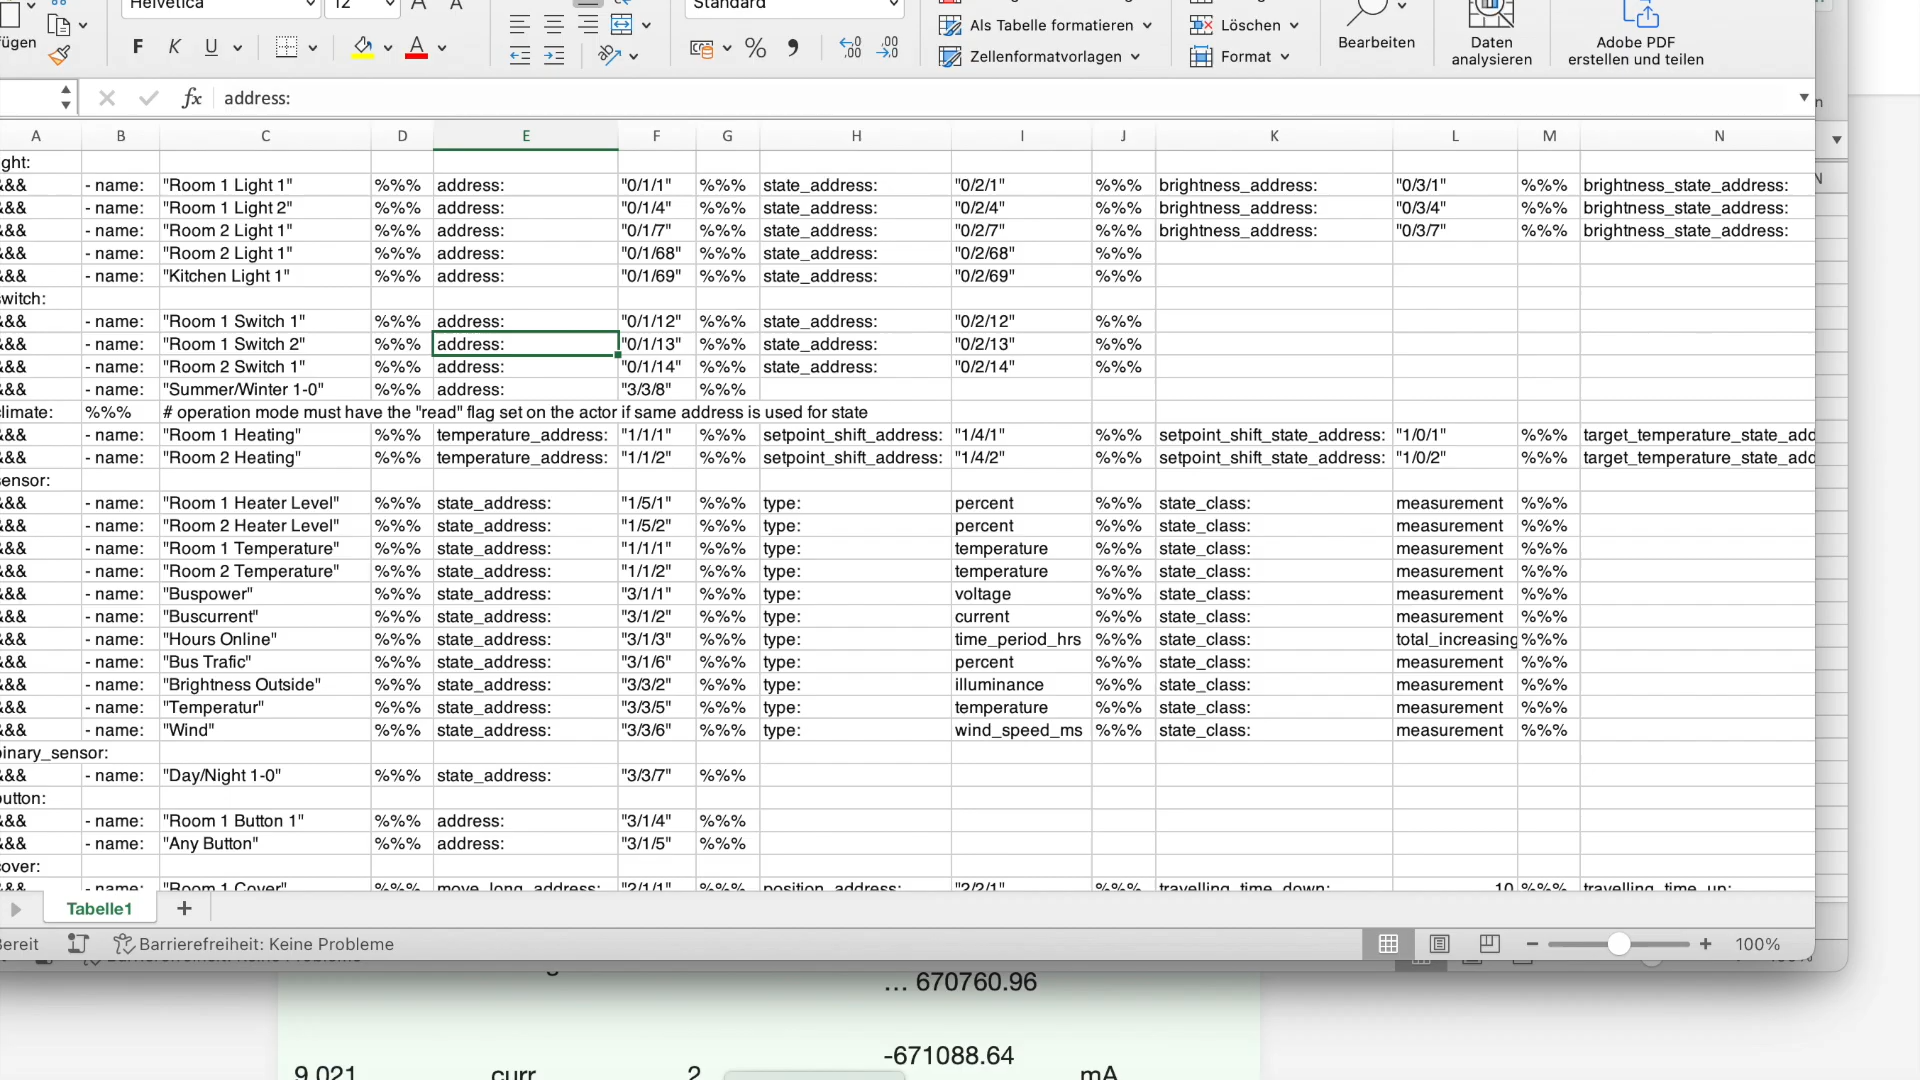 Helvetica 12 A A Standard
fügen F K U A % Als Tabelle formatieren Löschen Bearbeiten Daten Adobe PDF
Zellenformatvorlagen Format analysieren erstellen und teilen
fx address:
A B C D E F G H I J K L M N
ght:
&&& - name: "Room 1 Light 1" %%% address: "0/1/1" %%% state_address: "0/2/1" %%% brightness_address: "0/3/1" %%% brightness_state_address:
&&& - name: "Room 1 Light 2" %%% address: "0/1/4" %%% state_address: "0/2/4" %%% brightness_address: "0/3/4" %%% brightness_state_address:
&&& - name: "Room 2 Light 1" %%% address: "0/1/7" %%% state_address: "0/2/7" %%% brightness_address: "0/3/7" %%% brightness_state_address:
&&& - name: "Room 2 Light 1" %%% address: "0/1/68" %%% state_address: "0/2/68" %%%
&&& - name: "Kitchen Light 1" %%% address: "0/1/69" %%% state_address: "0/2/69" %%%
switch:
&&& - name: "Room 1 Switch 1" %%% address: "0/1/12" %%% state_address: "0/2/12" %%%
&&& - name: "Room 1 Switch 2" %%% address: "0/1/13" %%% state_address: "0/2/13" %%%
&&& - name: "Room 2 Switch 1" %%% address: "0/1/14" %%% state_address: "0/2/14" %%%
&&& - name: "Summer/Winter 1-0" %%% address: "3/3/8" %%%
climate: %%% # operation mode must have the "read" flag set on the actor if same address is used for state
&&& - name: "Room 1 Heating" %%% temperature_address: "1/1/1" %%% setpoint_shift_address: "1/4/1" %%% setpoint_shift_state_address: "1/0/1" %%% target_temperature_state_add
&&& - name: "Room 2 Heating" %%% temperature_address: "1/1/2" %%% setpoint_shift_address: "1/4/2" %%% setpoint_shift_state_address: "1/0/2" %%% target_temperature_state_add
sensor:
&&& - name: "Room 1 Heater Level" %%% state_address: "1/5/1" %%% type: percent %%% state_class: measurement %%%
&&& - name: "Room 2 Heater Level" %%% state_address: "1/5/2" %%% type: percent %%% state_class: measurement %%%
&&& - name: "Room 1 Temperature" %%% state_address: "1/1/1" %%% type: temperature %%% state_class: measurement %%%
&&& - name: "Room 2 Temperature" %%% state_address: "1/1/2" %%% type: temperature %%% state_class: measurement %%%
&&& - name: "Buspower" %%% state_address: "3/1/1" %%% type: voltage %%% state_class: measurement %%%
&&& - name: "Buscurrent" %%% state_address: "3/1/2" %%% type: current %%% state_class: measurement %%%
&&& - name: "Hours Online" %%% state_address: "3/1/3" %%% type: time_period_hrs %%% state_class: total_increasing %%%
&&& - name: "Bus Trafic" %%% state_address: "3/1/6" %%% type: percent %%% state_class: measurement %%%
&&& - name: "Brightness Outside" %%% state_address: "3/3/2" %%% type: illuminance %%% state_class: measurement %%%
&&& - name: "Temperatur" %%% state_address: "3/3/5" %%% type: temperature %%% state_class: measurement %%%
&&& - name: "Wind" %%% state_address: "3/3/6" %%% type: wind_speed_ms %%% state_class: measurement %%%
binary_sensor:
&&& - name: "Day/Night 1-0" %%% state_address: "3/3/7" %%%
button:
&&& - name: "Room 1 Button 1" %%% address: "3/1/4" %%%
&&& - name: "Any Button" %%% address: "3/1/5" %%%
cover:
&&& - name: "Room 1 Cover" %%% move_long_address: "2/1/1" %%% position_address: "2/2/1" %%% travelling_time_down: 10 %%% travelling_time_up:
Tabelle1 +
Bereit Barrierefreiheit: Keine Probleme − + 100%
… 670760.96
-671088.64
9.021 curr 2 mA